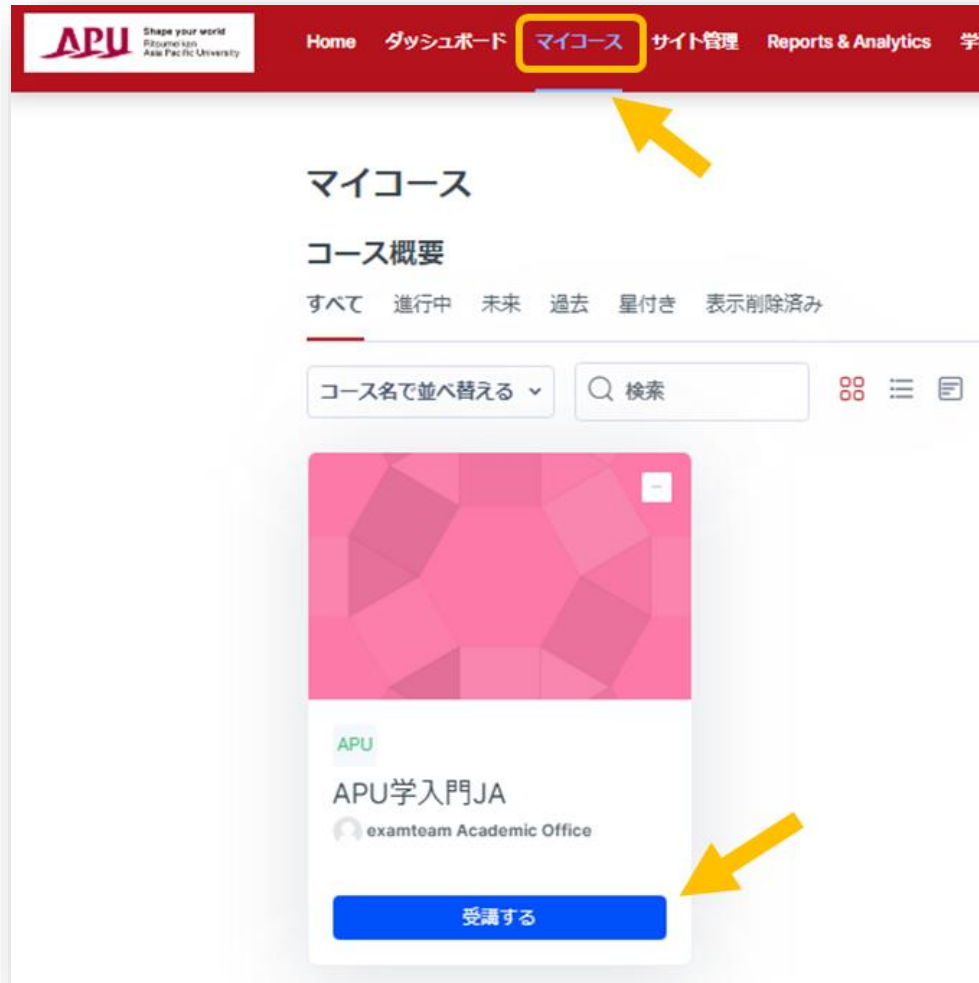 APU Shape your world
Ritsumeikan
Asia Pacific University
Home ダッシュボード マイコース サイト管理 Reports & Analytics 学
マイコース
コース概要
すべて 進行中 未来 過去 星付き 表示削除済み
コース名で並べ替える 検索
APU
APU学入門JA
examteam Academic Office
受講する